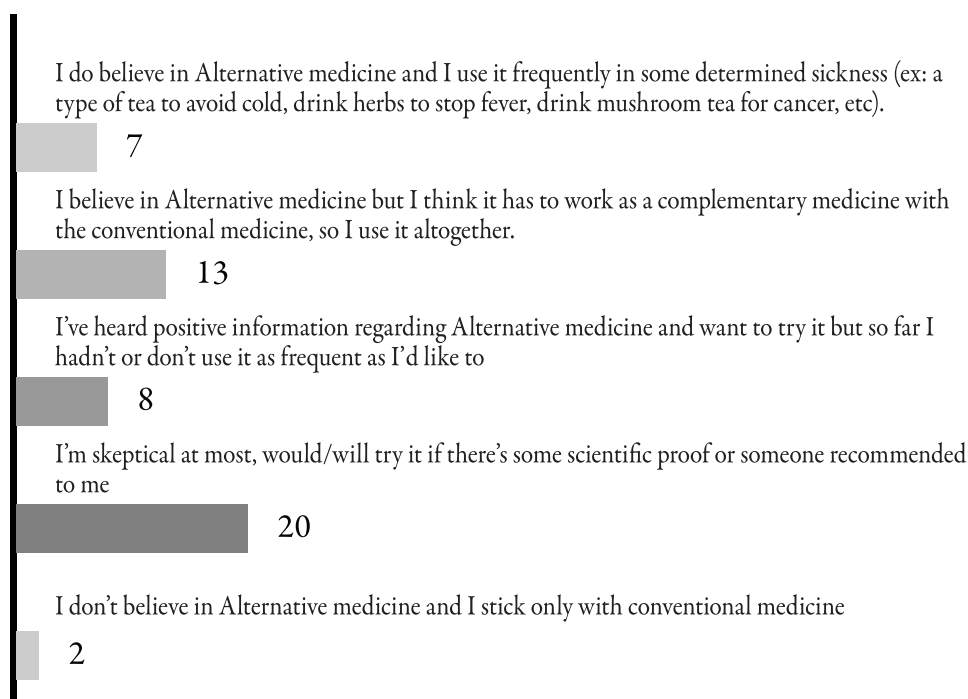 I do believe in Alternative medicine and I use it frequently in some determined sickness (ex: a
type of tea to avoid cold, drink herbs to stop fever, drink mushroom tea for cancer, etc).
7
I believe in Alternative medicine but I think it has to work as a complementary medicine with
the conventional medicine, so I use it altogether.
13
I’ve heard positive information regarding Alternative medicine and want to try it but so far I
hadn’t or don’t use it as frequent as I’d like to
8
I’m skeptical at most, would/will try it if there’s some scientific proof or someone recommended
to me
20
I don’t believe in Alternative medicine and I stick only with conventional medicine
2